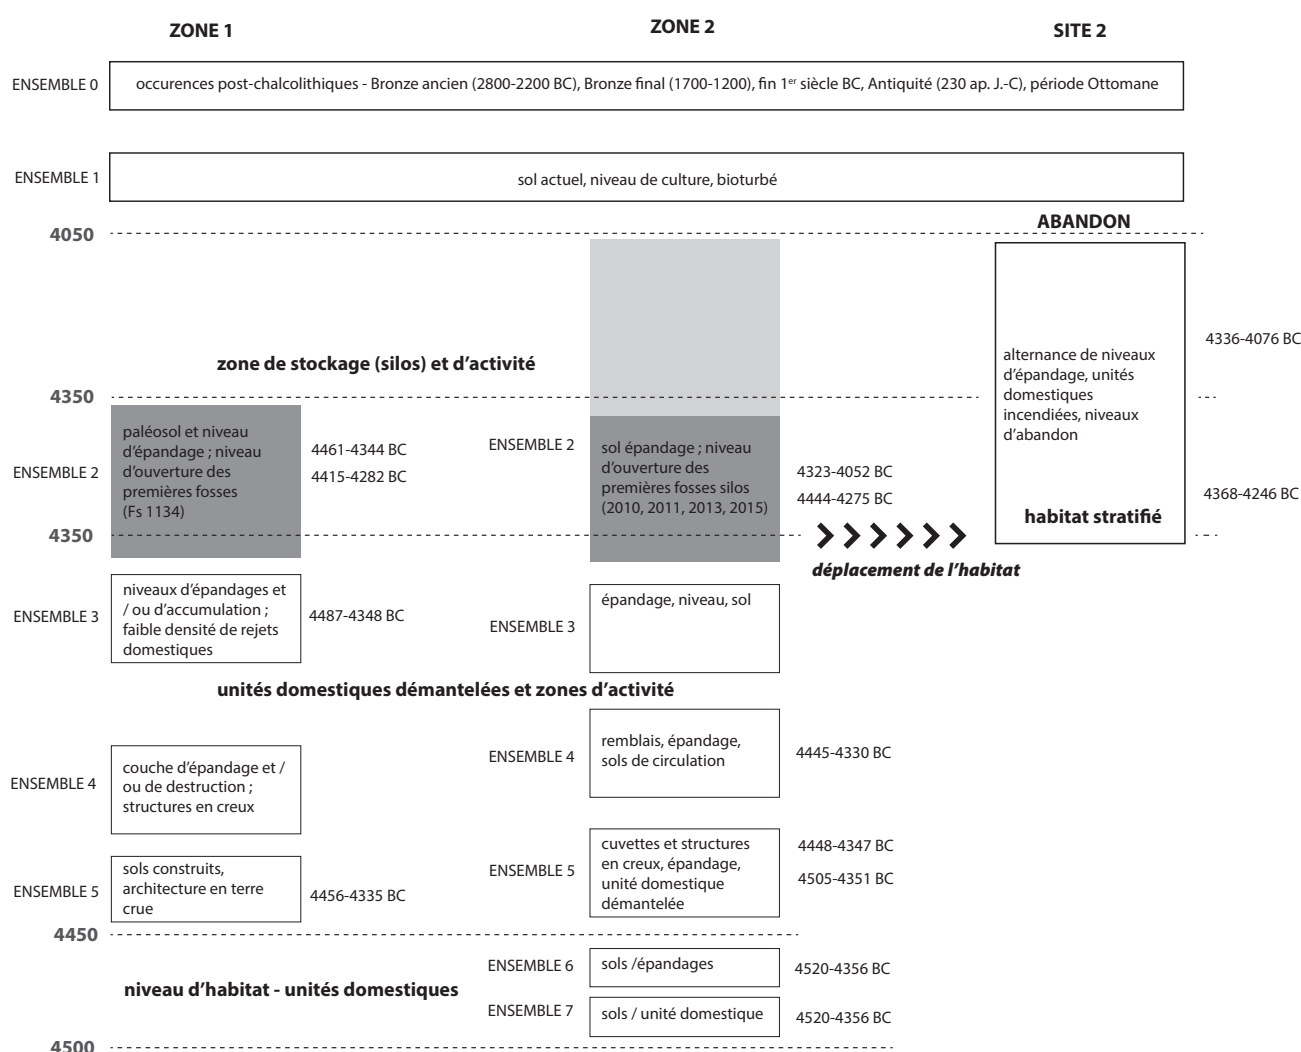 ZONE 1
ZONE 2
SITE 2
ENSEMBLE 0
occurences post-chalcolithiques - Bronze ancien (2800-2200 BC), Bronze final (1700-1200), fin 1er siècle BC, Antiquité (230 ap. J.-C), période Ottomane
ENSEMBLE 1
sol actuel, niveau de culture, bioturbé
ABANDON
4050
zone de stockage (silos) et d'activité
4350
ENSEMBLE 2
paléosol et niveau
d'épandage ; niveau
d'ouverture des
premières fosses
(Fs 1134)
4461-4344 BC
4415-4282 BC
ENSEMBLE 2
sol épandage ; niveau
d'ouverture des
premières fosses silos
(2010, 2011, 2013, 2015)
4323-4052 BC
4444-4275 BC
alternance de niveaux
d'épandage, unités
domestiques
incendiées, niveaux
d'abandon
habitat stratifié
4336-4076 BC
4368-4246 BC
4350
déplacement de l'habitat
ENSEMBLE 3
niveaux d'épandages et
/ ou d'accumulation ;
faible densité de rejets
domestiques
4487-4348 BC
ENSEMBLE 3
épandage, niveau, sol
unités domestiques démantelées et zones d'activité
ENSEMBLE 4
couche d'épandage et /
ou de destruction ;
structures en creux
ENSEMBLE 4
remblais, épandage,
sols de circulation
4445-4330 BC
ENSEMBLE 5
sols construits,
architecture en terre
crue
4456-4335 BC
ENSEMBLE 5
cuvettes et structures
en creux, épandage,
unité domestique
démantelée
4448-4347 BC
4505-4351 BC
4450
niveau d'habitat - unités domestiques
ENSEMBLE 6
sols /épandages
4520-4356 BC
ENSEMBLE 7
sols / unité domestique
4520-4356 BC
4500